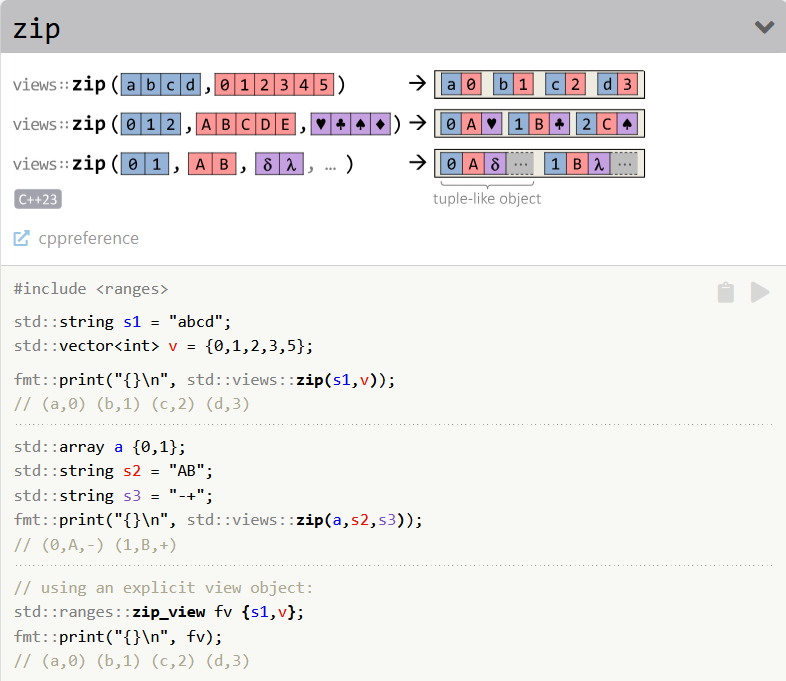 zip
views::zip(a b c d, 0 1 2 3 4 5) → a 0 b 1 c 2 d 3
views::zip(0 1 2, A B C D E, ♥ ♣ ♠ ♦) → 0 A ♥ 1 B ♣ 2 C ♠
views::zip(0 1, A B, δ λ, … ) → 0 A δ ··· 1 B λ ···
C++23
tuple-like object
cppreference
#include <ranges>
std::string s1 = "abcd";
std::vector<int> v = {0,1,2,3,5};
fmt::print("{}\n", std::views::zip(s1,v));
// (a,0) (b,1) (c,2) (d,3)
std::array a {0,1};
std::string s2 = "AB";
std::string s3 = "-+";
fmt::print("{}\n", std::views::zip(a,s2,s3));
// (0,A,-) (1,B,+)
// using an explicit view object:
std::ranges::zip_view fv {s1,v};
fmt::print("{}\n", fv);
// (a,0) (b,1) (c,2) (d,3)